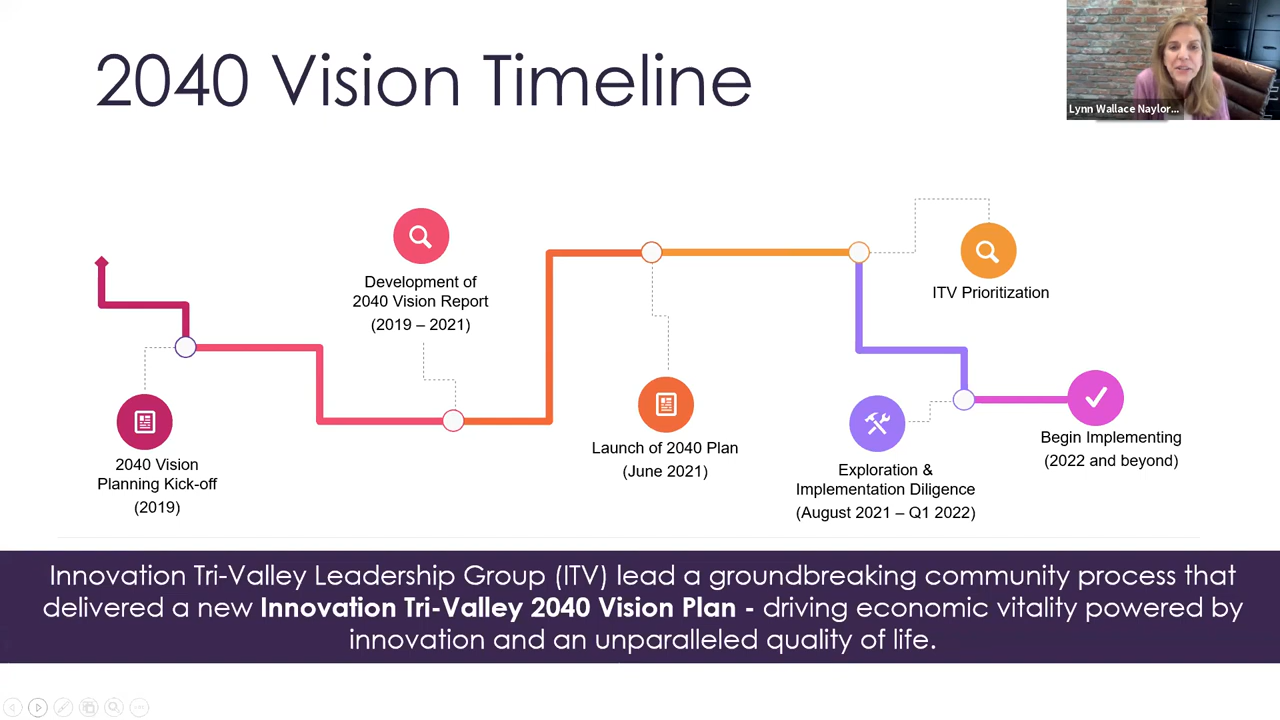 2040 Vision Timeline
Lynn Wallace Naylor...
Development of
2040 Vision Report
(2019 – 2021)
ITV Prioritization
2040 Vision
Planning Kick-off
(2019)
Launch of 2040 Plan
(June 2021)
Exploration &
Implementation Diligence
(August 2021 – Q1 2022)
Begin Implementing
(2022 and beyond)
Innovation Tri-Valley Leadership Group (ITV) lead a groundbreaking community process that
delivered a new Innovation Tri-Valley 2040 Vision Plan - driving economic vitality powered by
innovation and an unparalleled quality of life.